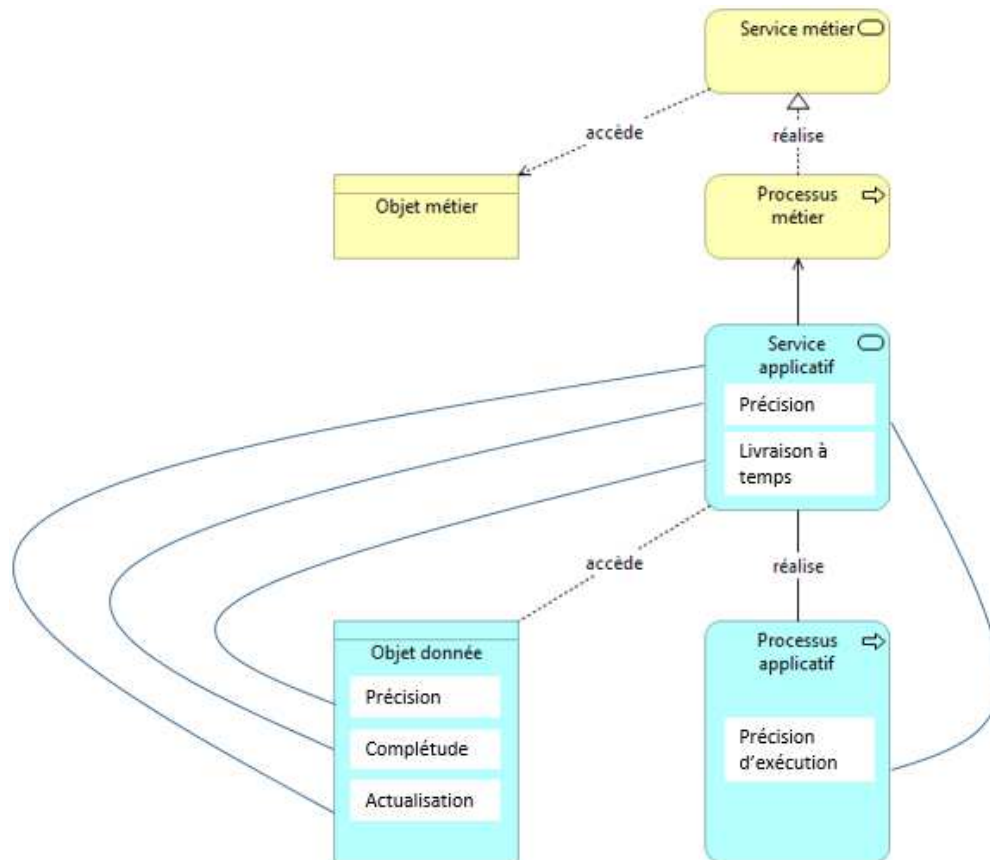 Service métier
accède
réalise
Objet métier
Processus
métier
Service
applicatif
Précision
Livraison à
temps
accède
réalise
Objet donnée
Processus
applicatif
Précision
Complétude
Précision
d'exécution
Actualisation